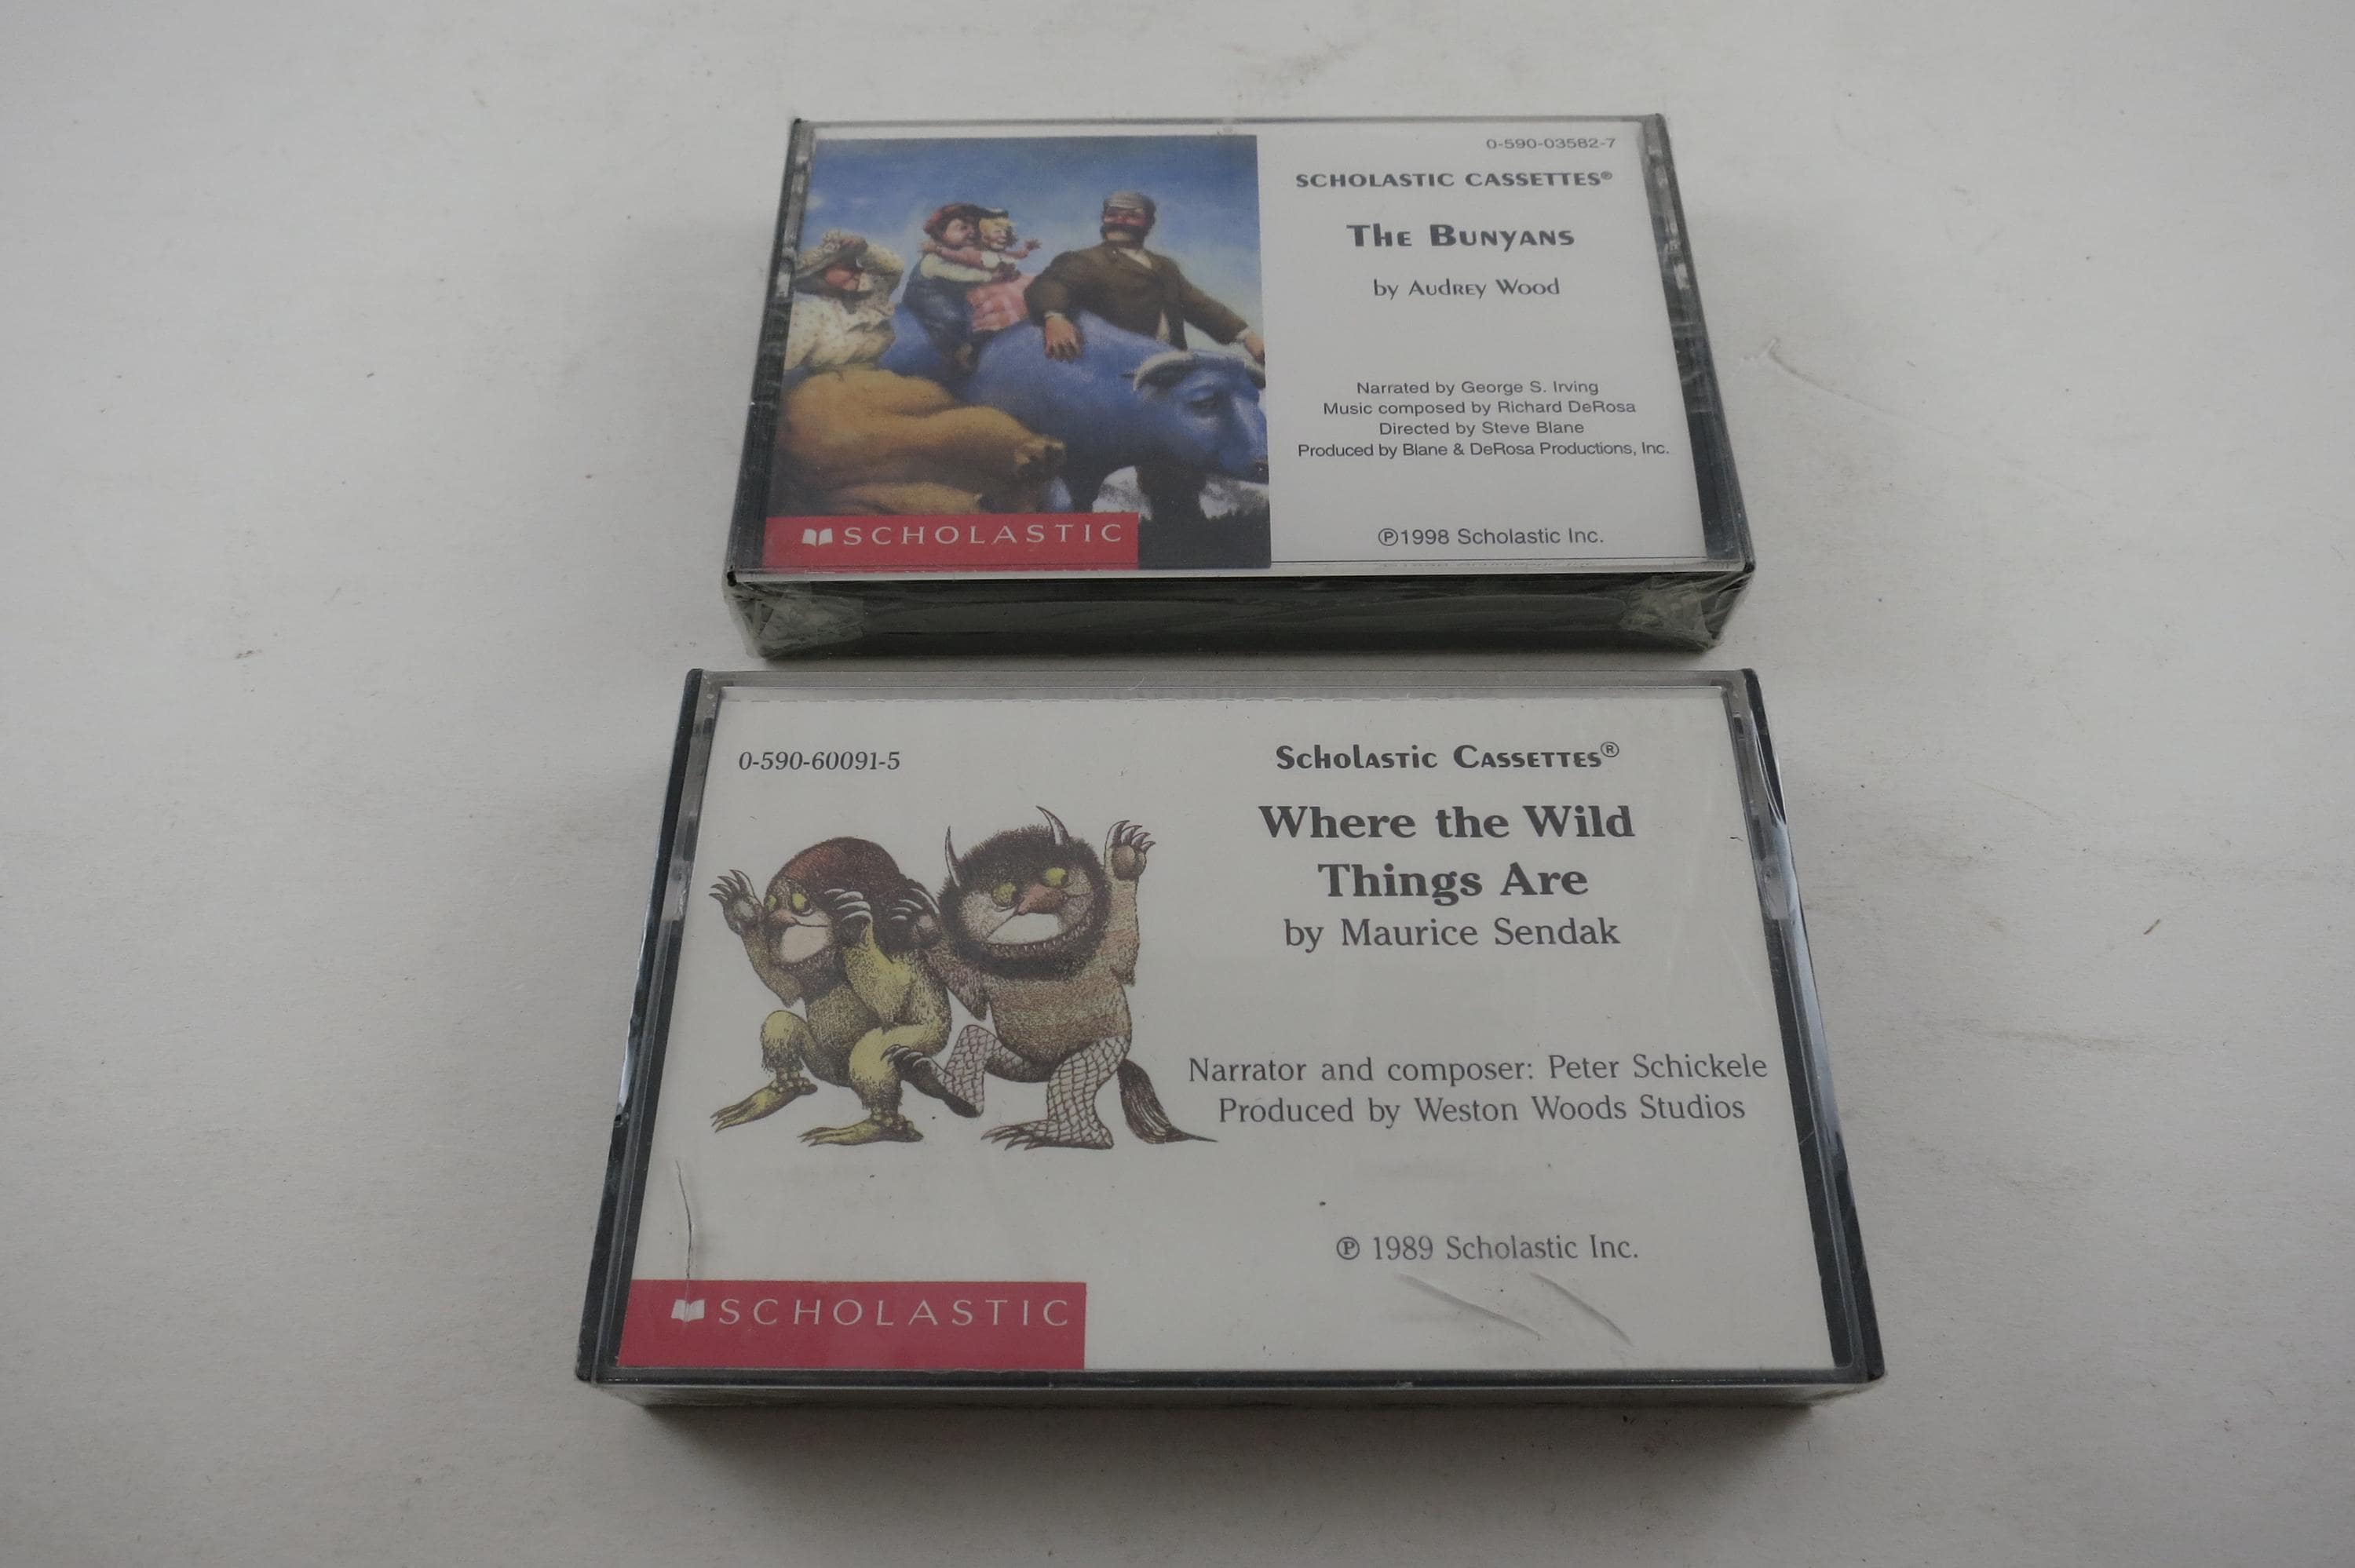 0-590-03582-7
SCHOLASTIC CASSETTES®
THE BUNYANS
by AUDREY WOOD
Narrated by George S. Irving
Music composed by Richard DeRosa
Directed by Steve Blane
Produced by Blane & DeRosa Productions, Inc.
℗1998 Scholastic Inc.
SCHOLASTIC
0-590-60091-5
Scholastic Cassettes®
Where the Wild
Things Are
by Maurice Sendak
Narrator and composer: Peter Schickele
Produced by Weston Woods Studios
℗ 1989 Scholastic Inc.
SCHOLASTIC